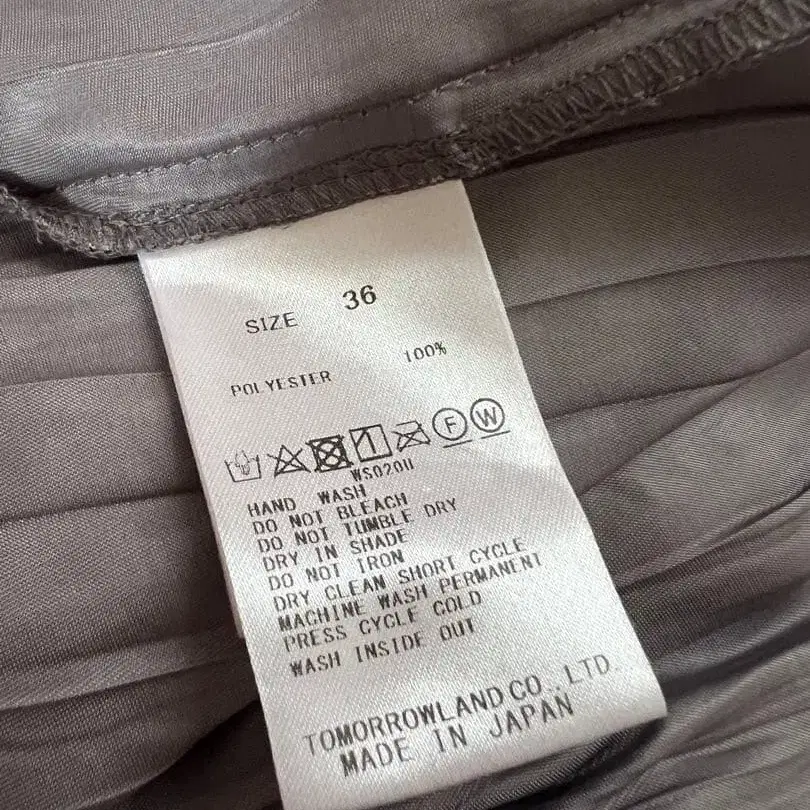 SIZE 36
POLYESTER 100%
F W
WS020U
HAND WASH
DO NOT BLEACH
DO NOT TUMBLE DRY
DRY IN SHADE
DO NOT IRON
DRY CLEAN SHORT CYCLE
MACHINE WASH PERMANENT
PRESS CYCLE COLD
WASH INSIDE OUT
TOMORROWLAND CO., LTD.
MADE IN JAPAN